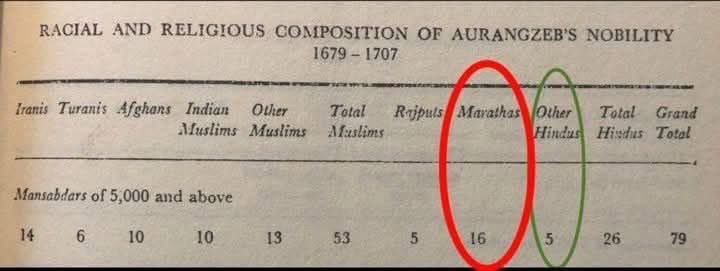 RACIAL AND RELIGIOUS COMPOSITION OF AURANGZEB'S NOBILITY
1679 – 1707
Iranis Turanis Afghans Indian Other Total Rajputs Marathas Other Total Grand
Muslims Muslims Muslims Hindus Hindus Total
Mansabdars of 5,000 and above
14 6 10 10 13 53 5 16 5 26 79